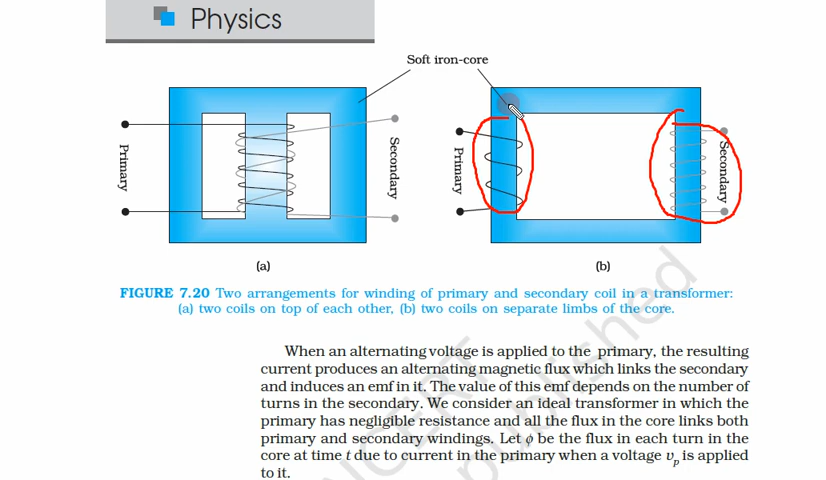 Physics
Soft iron-core
Primary
Secondary
Primary
Secondary
(a)
(b)
FIGURE 7.20 Two arrangements for winding of primary and secondary coil in a transformer:
(a) two coils on top of each other, (b) two coils on separate limbs of the core.
When an alternating voltage is applied to the primary, the resulting
current produces an alternating magnetic flux which links the secondary
and induces an emf in it. The value of this emf depends on the number of
turns in the secondary. We consider an ideal transformer in which the
primary has negligible resistance and all the flux in the core links both
primary and secondary windings. Let ϕ be the flux in each turn in the
core at time t due to current in the primary when a voltage vₚ is applied
to it.
NCERT
published